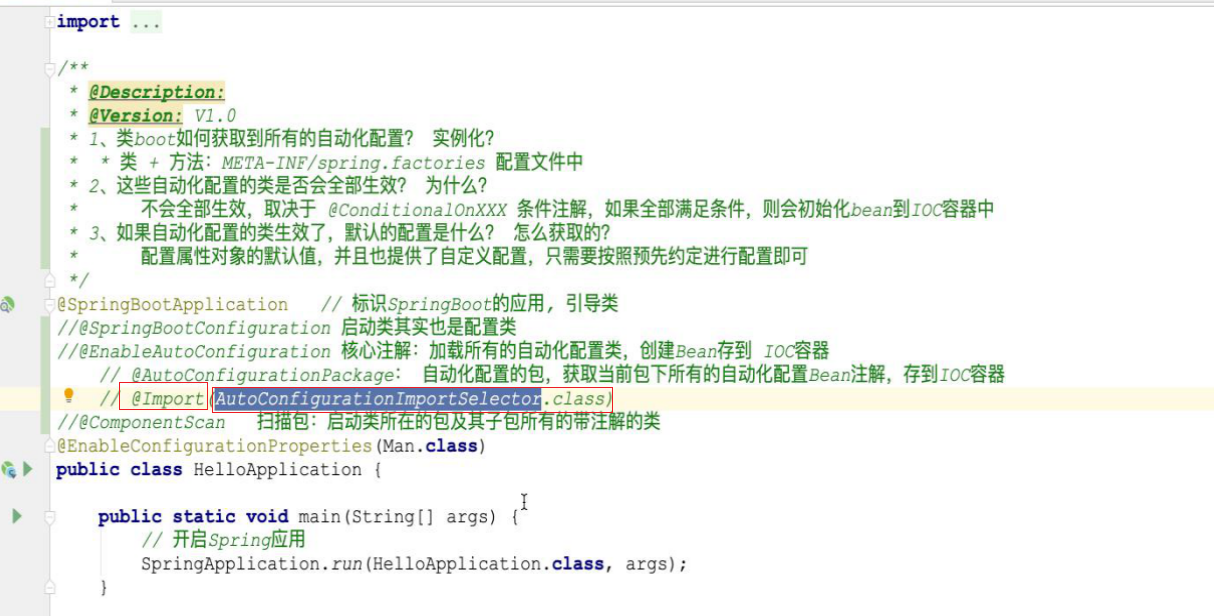 import ...
/**
* @Description:
* @Version: V1.0
* 1、类boot如何获取到所有的自动化配置? 实例化?
* * 类 + 方法: META-INF/spring.factories 配置文件中
* 2、这些自动化配置的类是否会全部生效? 为什么?
* 不会全部生效, 取决于 @ConditionalOnXXX 条件注解, 如果全部满足条件, 则会初始化bean到IOC容器中
* 3、如果自动化配置的类生效了, 默认的配置是什么? 怎么获取的?
* 配置属性对象的默认值, 并且也提供了自定义配置, 只需要按照预先约定进行配置即可
*/
@SpringBootApplication // 标识SpringBoot的应用, 引导类
//@SpringBootConfiguration 启动类其实也是配置类
//@EnableAutoConfiguration 核心注解: 加载所有的自动化配置类, 创建Bean存到 IOC容器
// @AutoConfigurationPackage: 自动化配置的包, 获取当前包下所有的自动化配置Bean注解, 存到IOC容器
// @Import(AutoConfigurationImportSelector.class)
//@ComponentScan 扫描包: 启动类所在的包及其子包所有的带注解的类
@EnableConfigurationProperties(Man.class)
public class HelloApplication {
public static void main(String[] args) {
// 开启Spring应用
SpringApplication.run(HelloApplication.class, args);
}